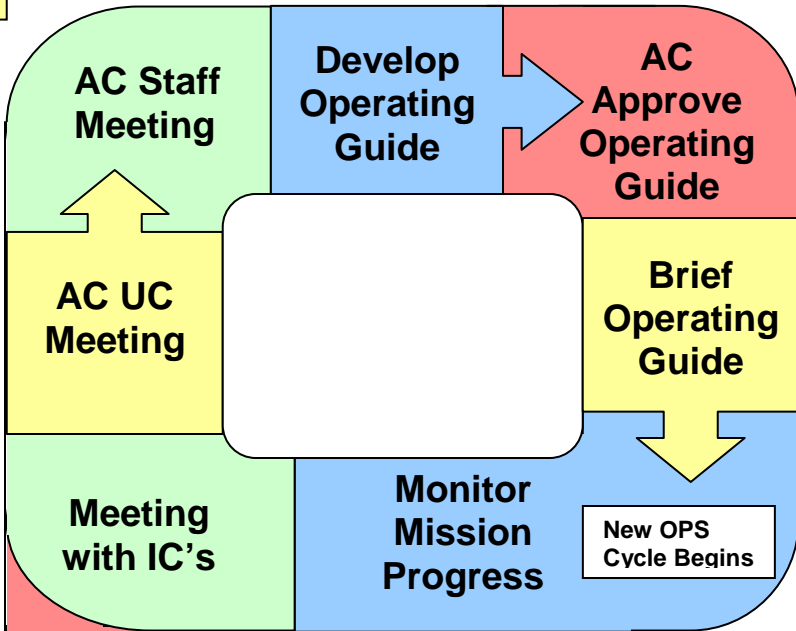 AC Staff
Meeting
Develop
Operating
Guide
AC
Approve
Operating
Guide
AC UC
Meeting
Brief
Operating
Guide
Meeting
with IC's
Monitor
Mission
Progress
New OPS
Cycle Begins